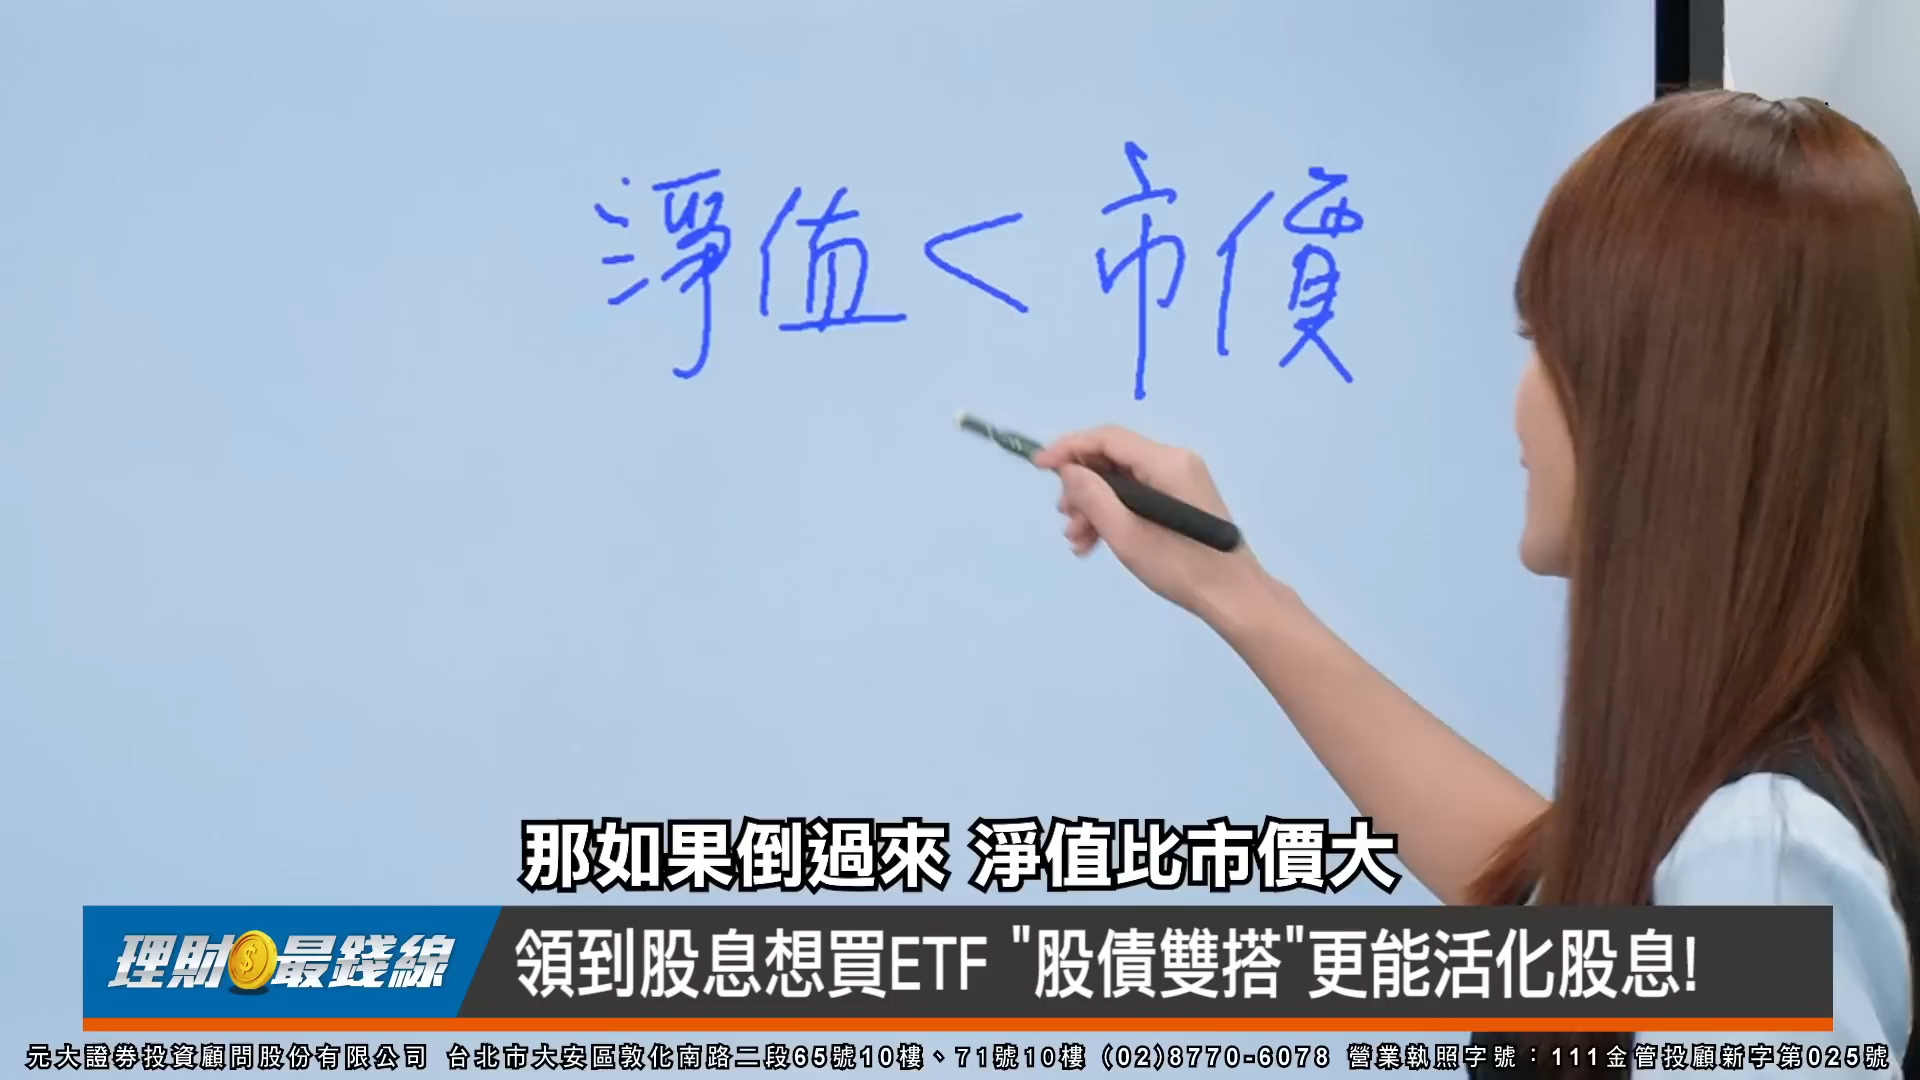 淨值<市價
那如果倒過來 淨值比市價大
理財最錢線
領到股息想買ETF "股債雙搭"更能活化股息!
元大證券投資顧問股份有限公司 台北市大安區敦化南路二段65號10樓、71號10樓 (02)8770-6078 營業執照字號：111金管投顧新字第025號